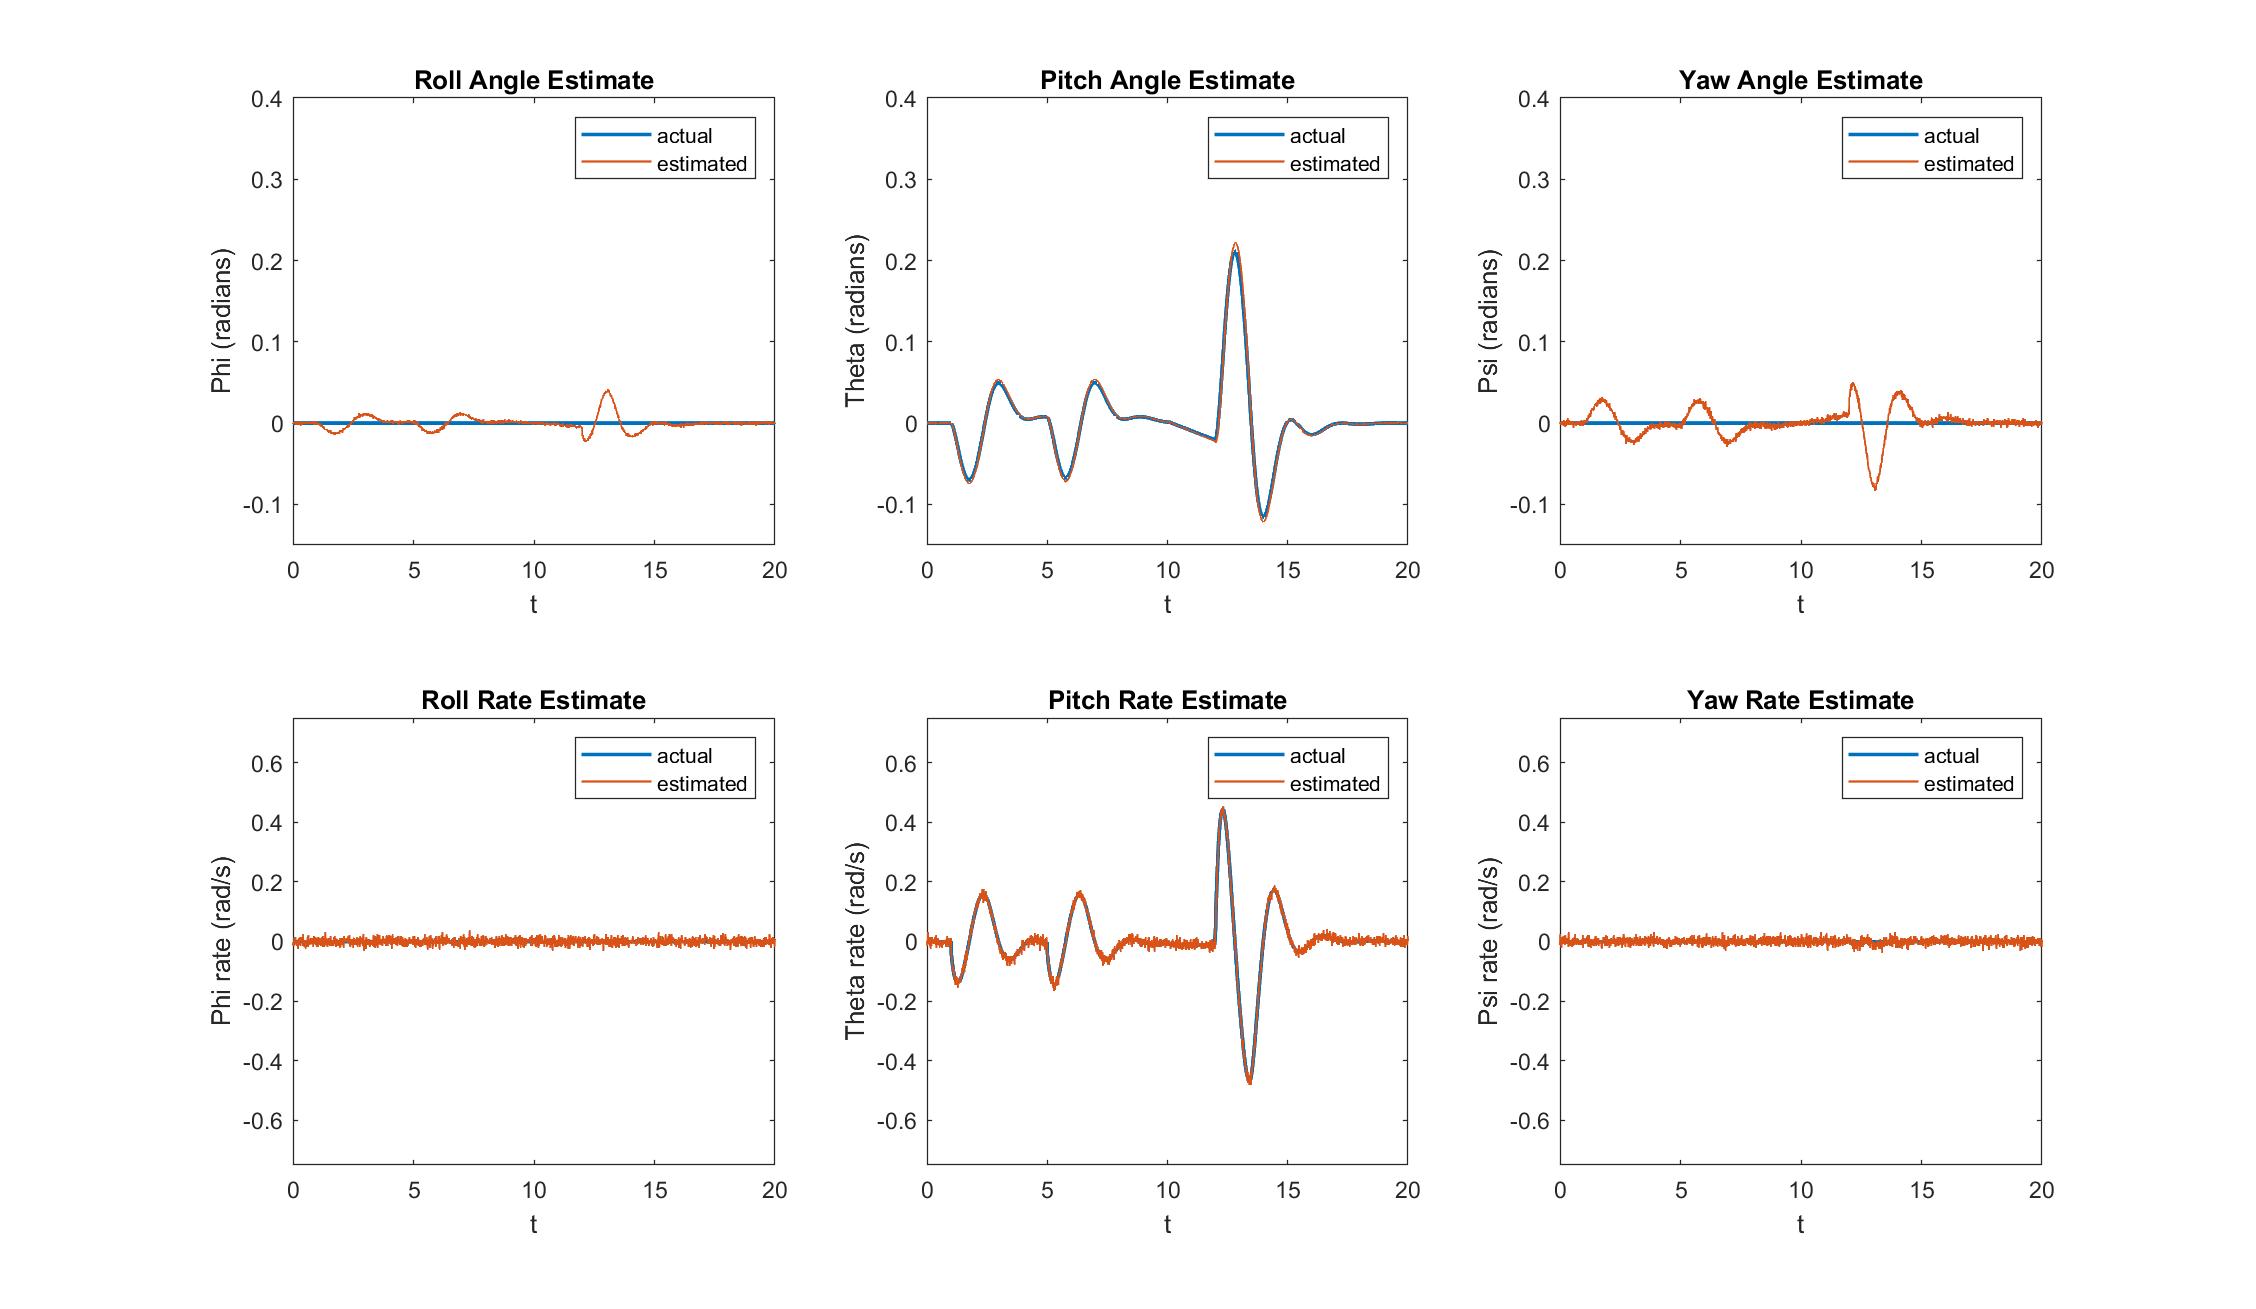 Roll Angle Estimate
Phi (radians)
0.4
0.3
0.2
0.1
0
-0.1
actual
estimated
0 5 10 15 20
t
Pitch Angle Estimate
Theta (radians)
0.4
0.3
0.2
0.1
0
-0.1
actual
estimated
0 5 10 15 20
t
Yaw Angle Estimate
Psi (radians)
0.4
0.3
0.2
0.1
0
-0.1
actual
estimated
0 5 10 15 20
t
Roll Rate Estimate
Phi rate (rad/s)
0.6
0.4
0.2
0
-0.2
-0.4
-0.6
actual
estimated
0 5 10 15 20
t
Pitch Rate Estimate
Theta rate (rad/s)
0.6
0.4
0.2
0
-0.2
-0.4
-0.6
actual
estimated
0 5 10 15 20
t
Yaw Rate Estimate
Psi rate (rad/s)
0.6
0.4
0.2
0
-0.2
-0.4
-0.6
actual
estimated
0 5 10 15 20
t